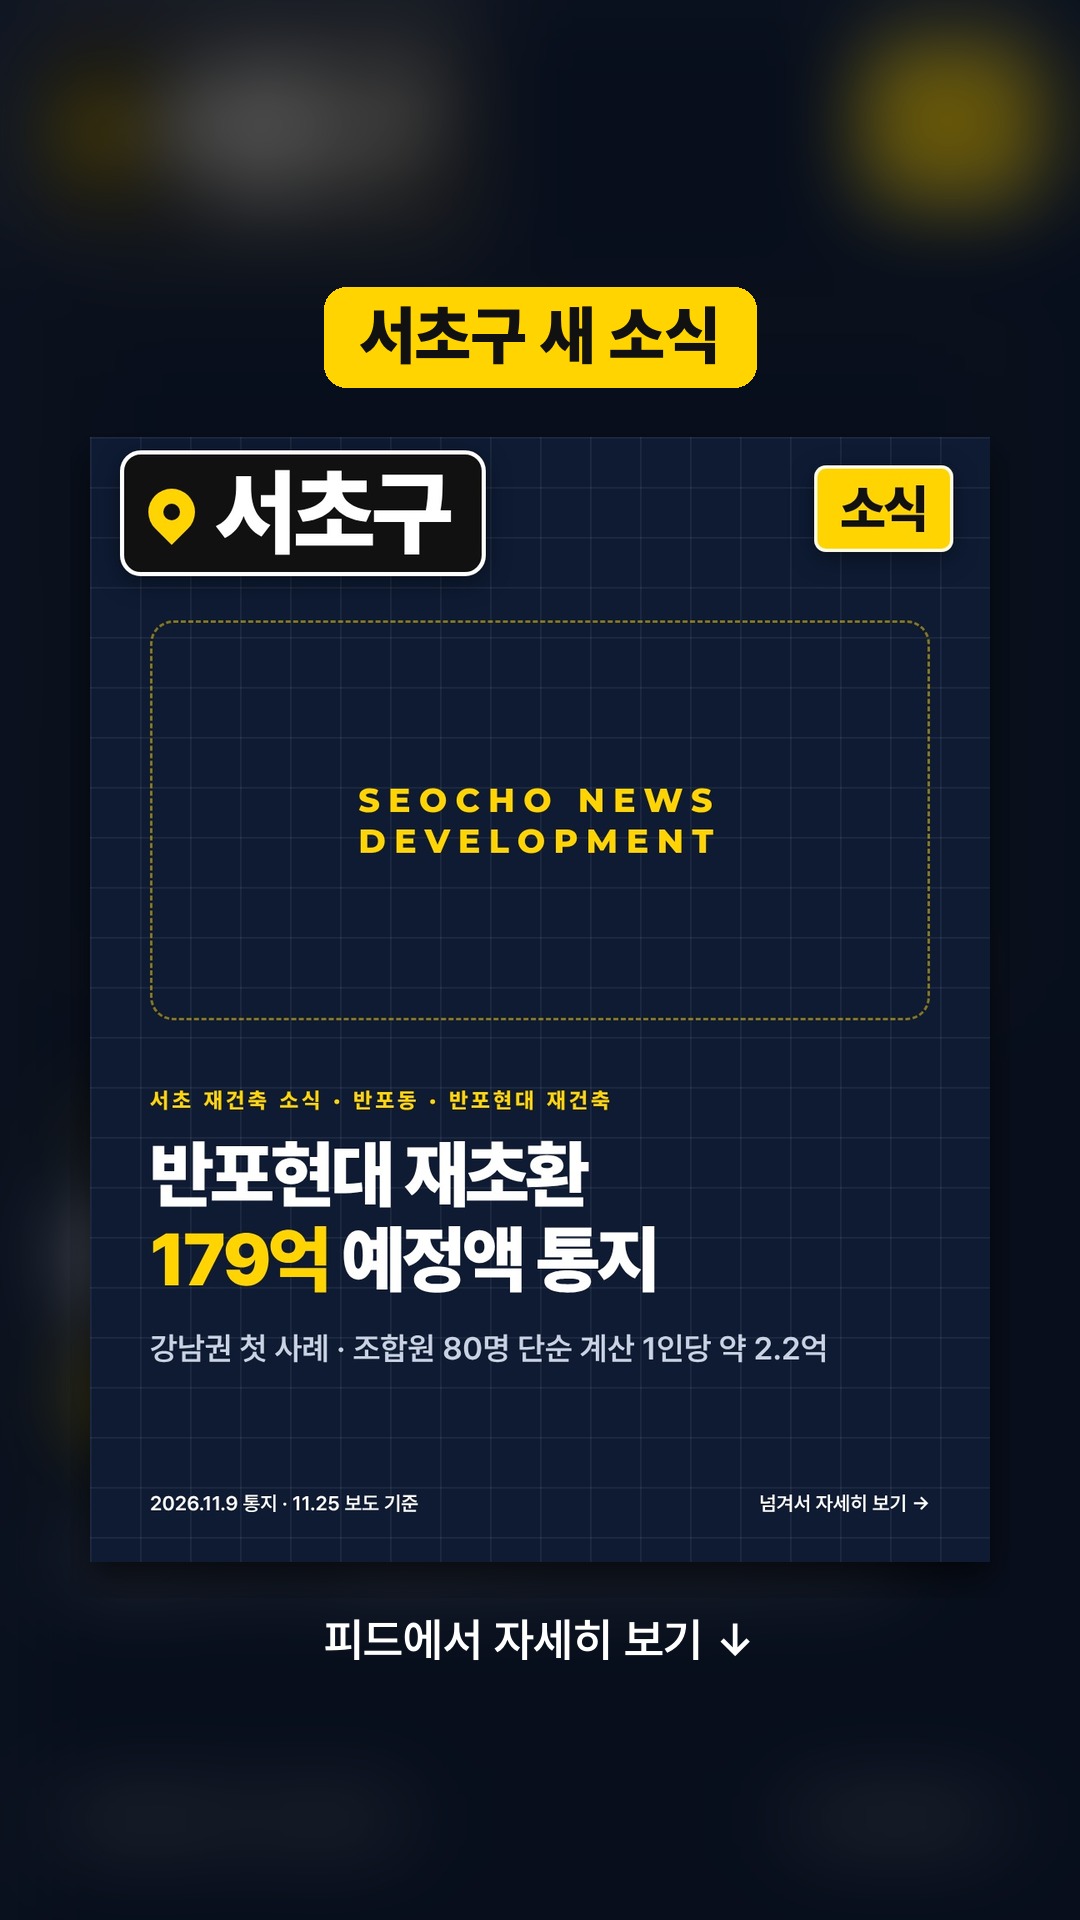 서초구 새 소식
서초구
소식
SEOCHO NEWS
DEVELOPMENT
서초 재건축 소식 · 반포동 · 반포현대 재건축
반포현대 재초환
179억 예정액 통지
강남권 첫 사례 · 조합원 80명 단순 계산 1인당 약 2.2억
2026.11.9 통지 · 11.25 보도 기준
넘겨서 자세히 보기 →
피드에서 자세히 보기 ↓